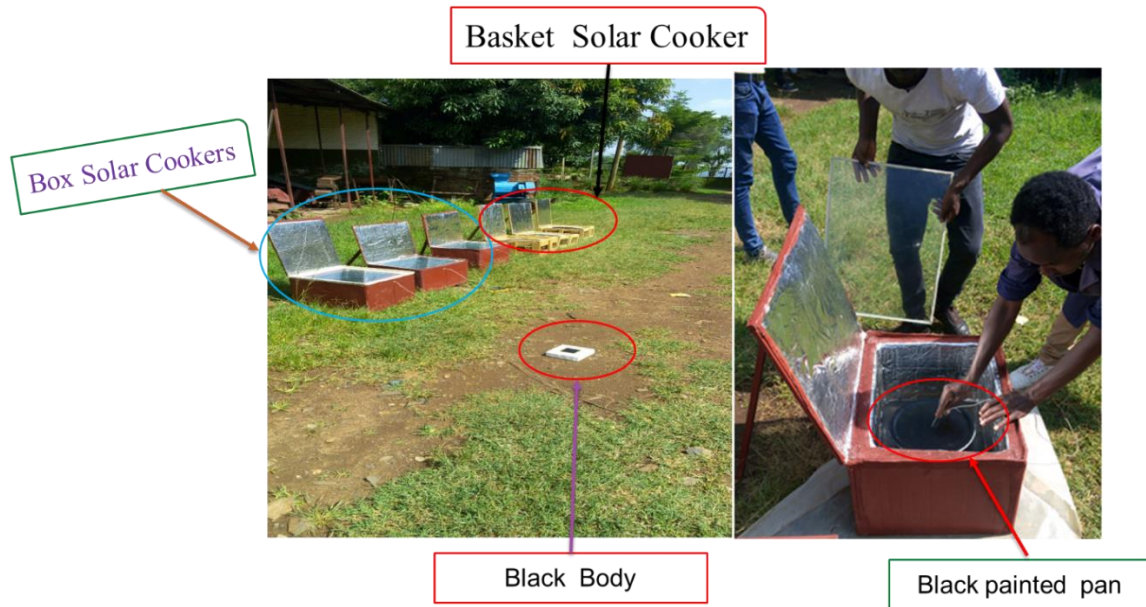 Basket Solar Cooker
Box Solar Cookers
Black Body
Black painted pan